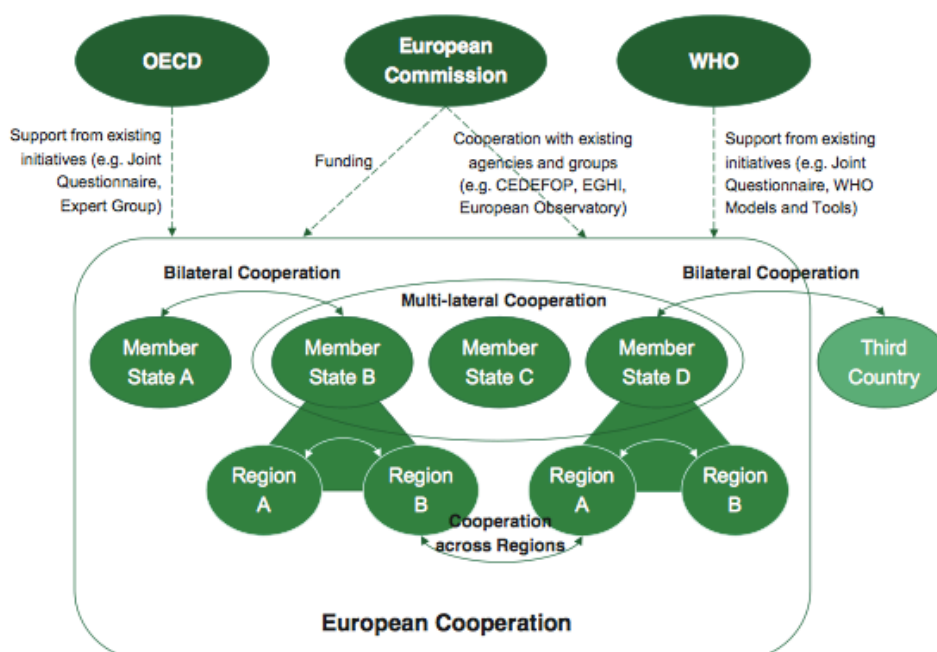 OECD
European
Commission
WHO
Support from existing
initiatives (e.g. Joint
Questionnaire,
Expert Group)
Funding
Cooperation with existing
agencies and groups
(e.g. CEDEFOP, EGHI,
European Observatory)
Support from existing
initiatives (e.g. Joint
Questionnaire, WHO
Models and Tools)
Bilateral Cooperation
Multi-lateral Cooperation
Bilateral Cooperation
Member
State A
Member
State B
Member
State C
Member
State D
Third
Country
Region
A
Region
B
Region
A
Region
B
Cooperation
across Regions
European Cooperation